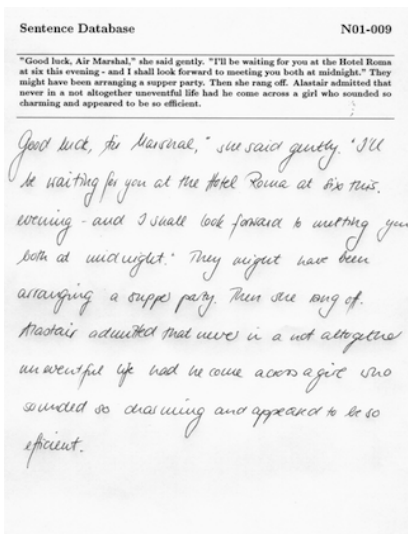 Sentence Database N01-009
"Good luck, Air Marshal," she said gently. "I'll be waiting for you at the Hotel Roma
at six this evening - and I shall look forward to meeting you both at midnight." They
might have been arranging a supper party. Then she rang off. Alastair admitted that
never in a not altogether uneventful life had he come across a girl who sounded so
charming and appeared to be so efficient.
Good luck, Air Marshal," she said gently. "I'll
be waiting for you at the Hotel Roma at six this.
evening - and I shall look forward to meeting you
both at midnight." They might have been
arranging a supper party. Then she rang off.
Alastair admitted that never in a not altogether
uneventful life had he come across a girl who
sounded so charming and appeared to be so
efficient.